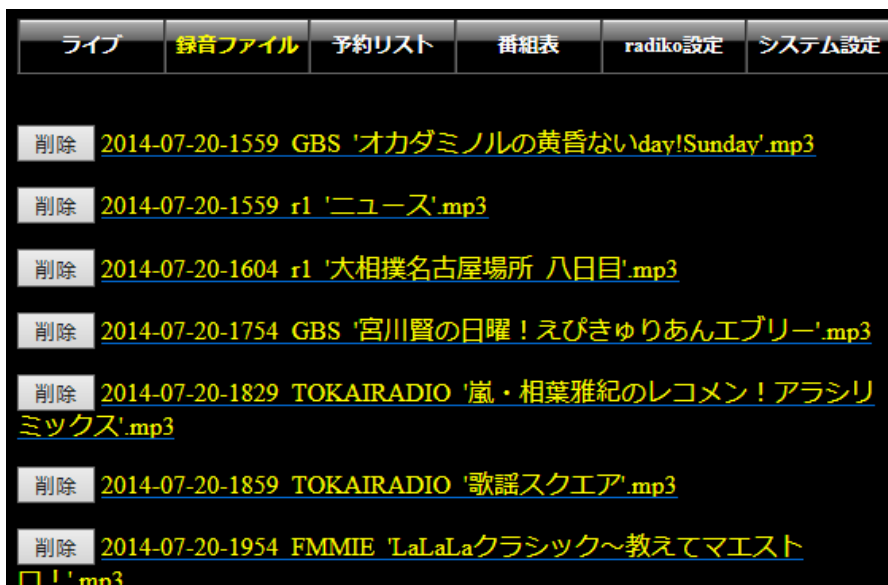 ライブ 録音ファイル 予約リスト 番組表 radiko設定 システム設定
削除 2014-07-20-1559 GBS 'オカダミノルの黄昏ないday!Sunday'.mp3
削除 2014-07-20-1559 r1 'ニュース'.mp3
削除 2014-07-20-1604 r1 '大相撲名古屋場所 八日目'.mp3
削除 2014-07-20-1754 GBS '宮川賢の日曜！えぴきゅりあんエブリー'.mp3
削除 2014-07-20-1829 TOKAIRADIO '嵐・相葉雅紀のレコメン！アラシリ
ミックス'.mp3
削除 2014-07-20-1859 TOKAIRADIO '歌謡スクエア'.mp3
削除 2014-07-20-1954 FMMIE 'LaLaLaクラシック～教えてマエスト
ロ！'.mp3